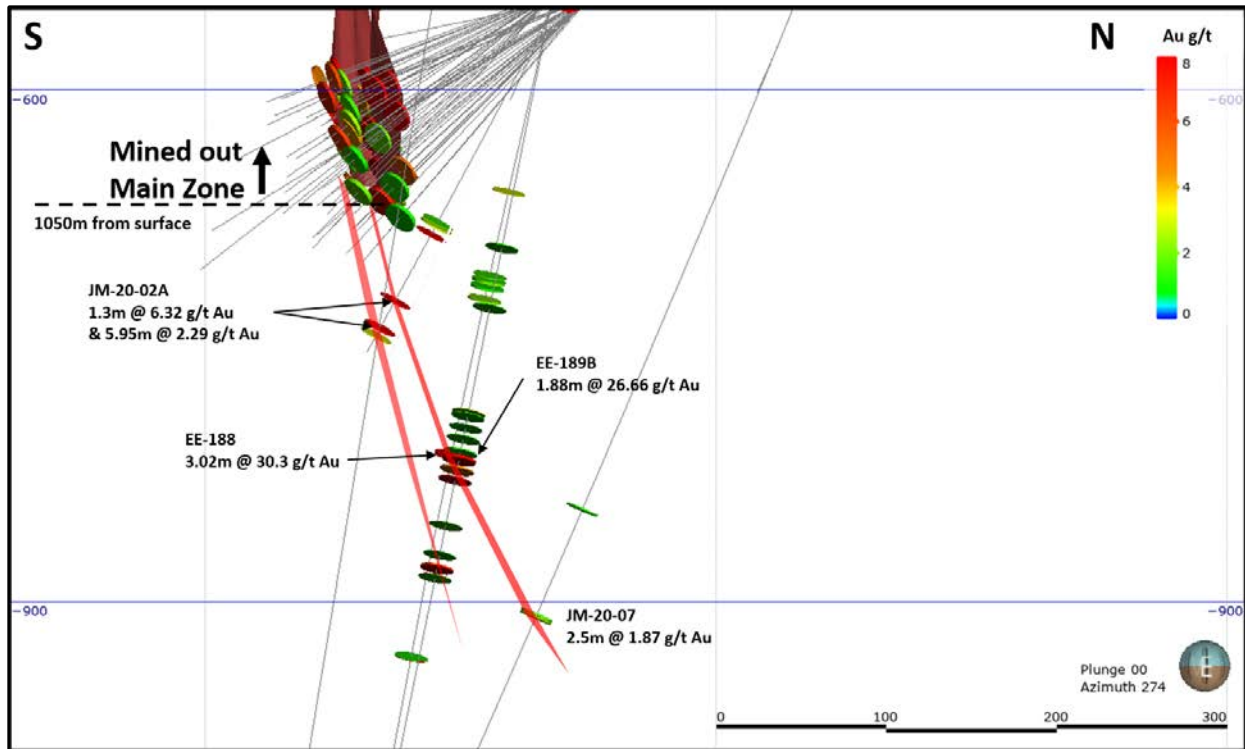 S
N
Au g/t
8
6
4
2
0
-600
-600
Mined out
Main Zone
1050m from surface
JM-20-02A
1.3m @ 6.32 g/t Au
& 5.95m @ 2.29 g/t Au
EE-189B
1.88m @ 26.66 g/t Au
EE-188
3.02m @ 30.3 g/t Au
-900
-900
JM-20-07
2.5m @ 1.87 g/t Au
Plunge 00
Azimuth 274
0
100
200
300